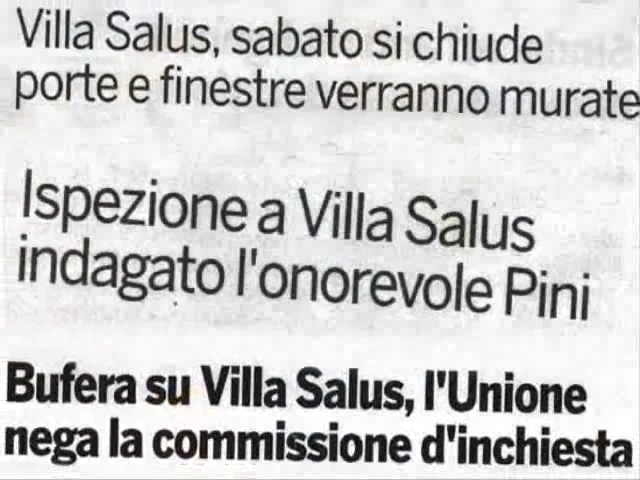 Villa Salus, sabato si chiude
porte e finestre verranno murate
Ispezione a Villa Salus
indagato l'onorevole Pini
Bufera su Villa Salus, l'Unione
nega la commissione d'inchiesta